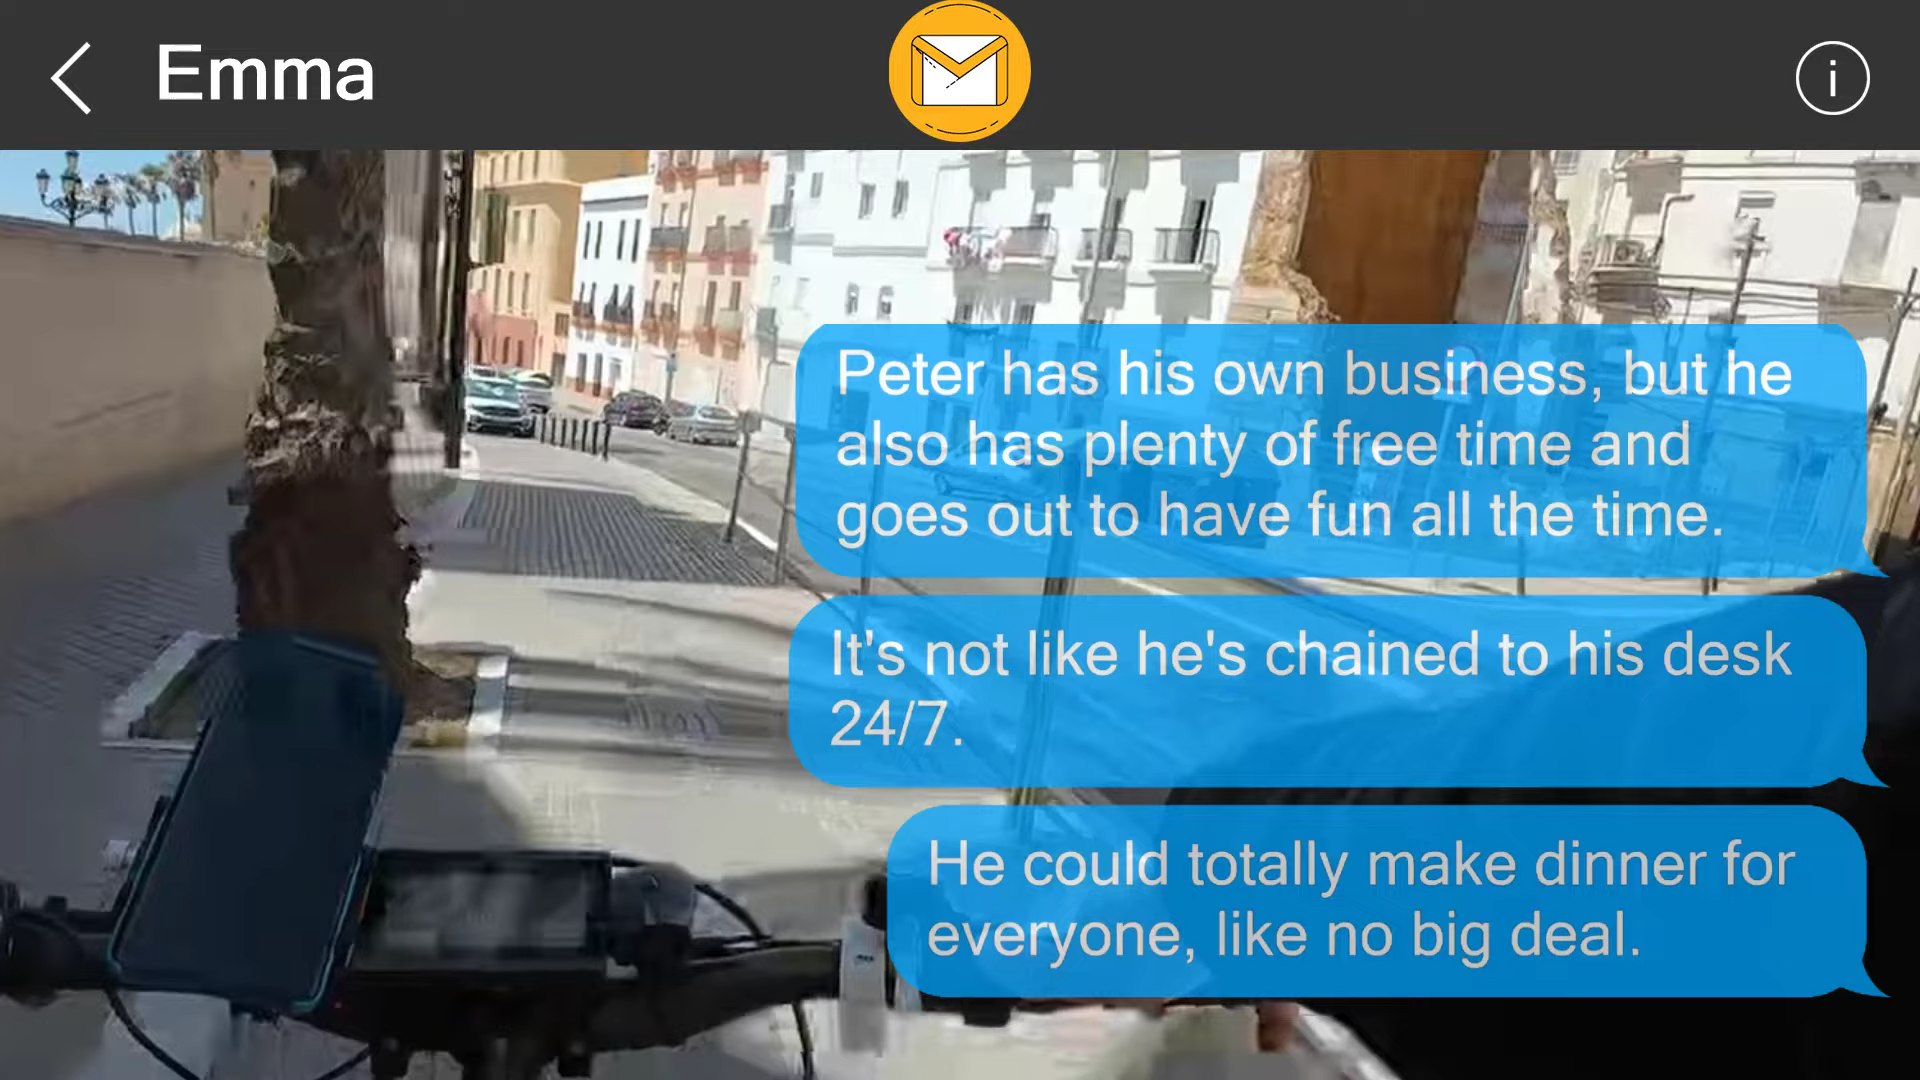 Emma
Peter has his own business, but he
also has plenty of free time and
goes out to have fun all the time.
It's not like he's chained to his desk
24/7.
He could totally make dinner for
everyone, like no big deal.